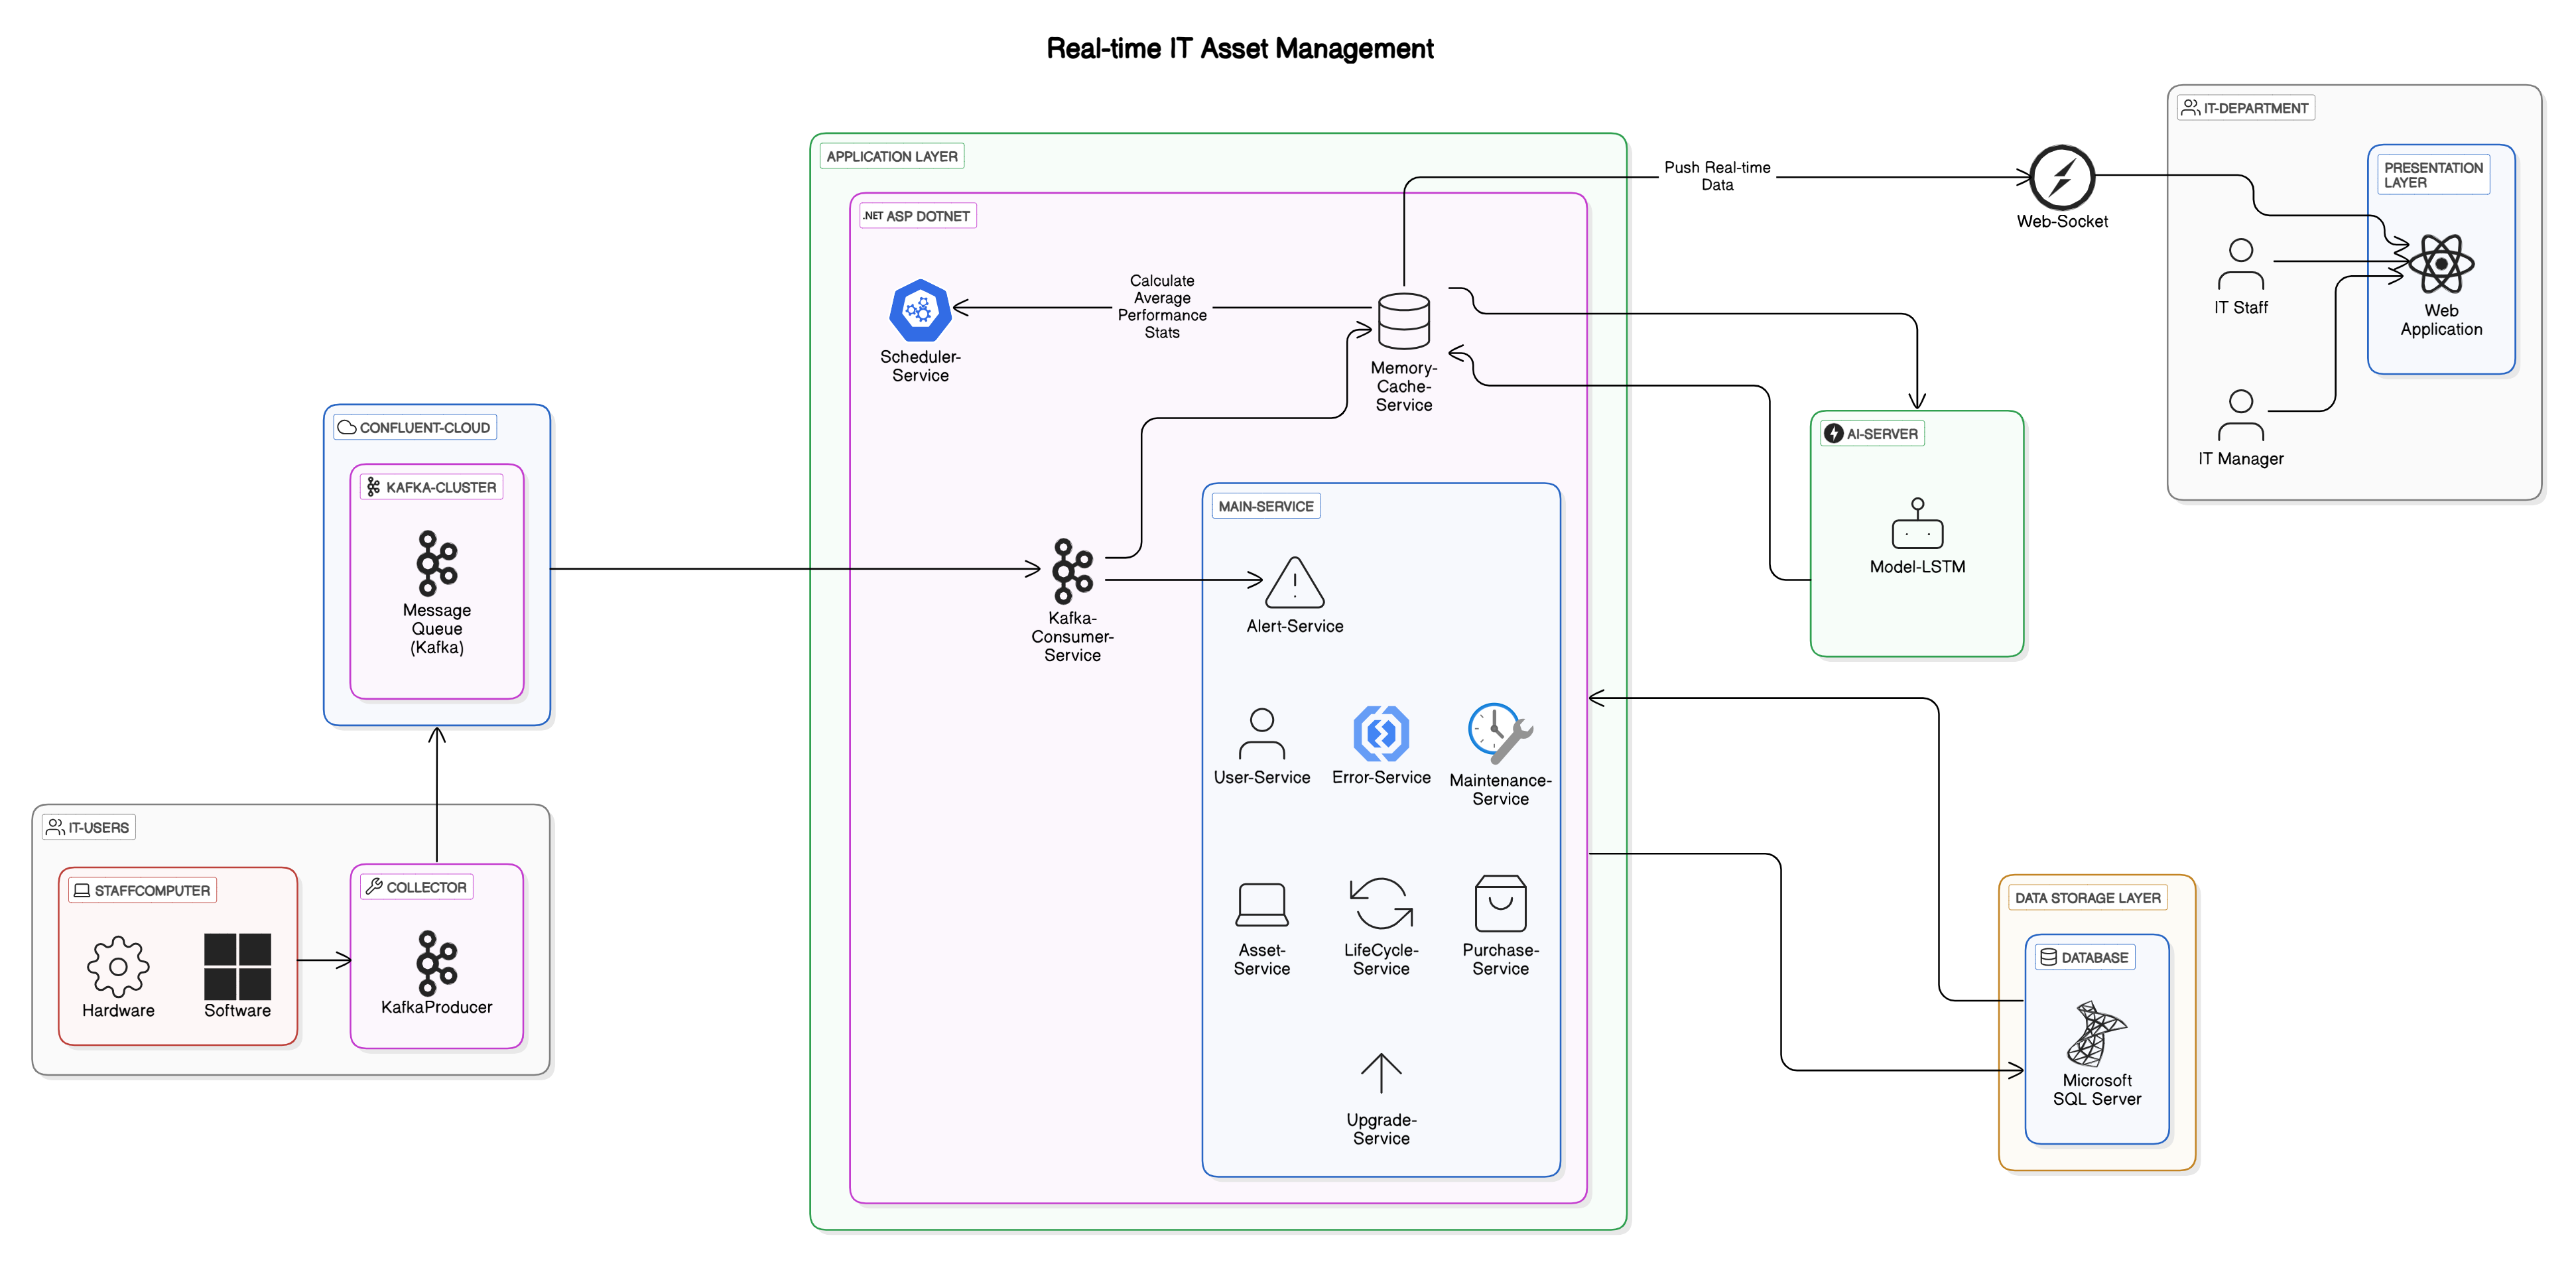 Real-time IT Asset Management
IT-DEPARTMENT
PRESENTATION
LAYER
IT Staff
IT Manager
Web
Application
Web-Socket
Push Real-time
Data
APPLICATION LAYER
.NET ASP DOTNET
Scheduler-
Service
Calculate
Average
Performance
Stats
Memory-
Cache-
Service
AI-SERVER
Model-LSTM
CONFLUENT-CLOUD
KAFKA-CLUSTER
Message
Queue
(Kafka)
Kafka-
Consumer-
Service
MAIN-SERVICE
Alert-Service
User-Service
Error-Service
Maintenance-
Service
Asset-
Service
LifeCycle-
Service
Purchase-
Service
Upgrade-
Service
IT-USERS
STAFFCOMPUTER
Hardware
Software
COLLECTOR
KafkaProducer
DATA STORAGE LAYER
DATABASE
Microsoft
SQL Server